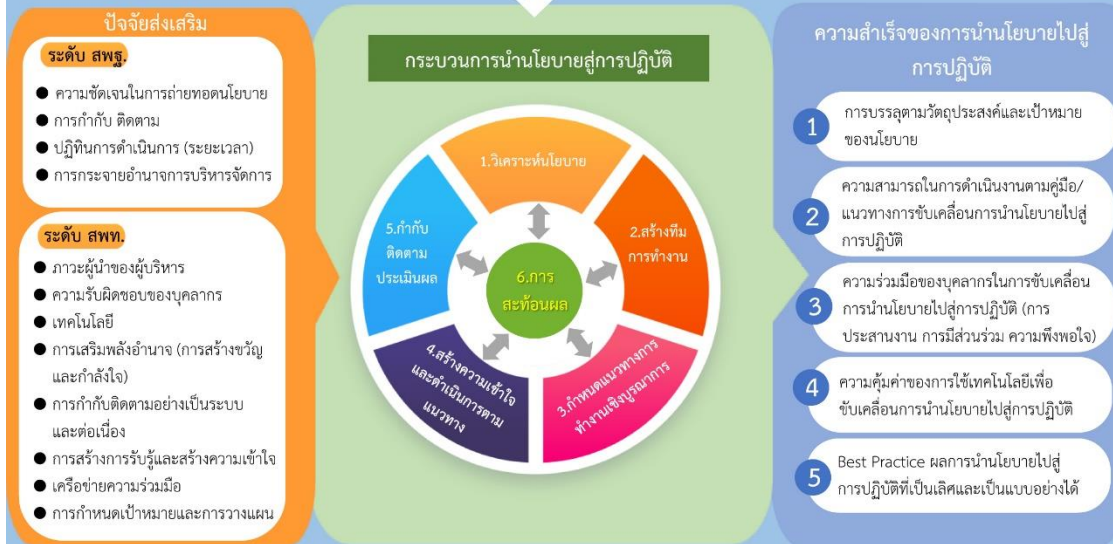 ปัจจัยส่งเสริม
ระดับ สพฐ.
● ความชัดเจนในการถ่ายทอดนโยบาย
● การกำกับ ติดตาม
● ปฏิทินการดำเนินการ (ระยะเวลา)
● การกระจายอำนาจการบริหารจัดการ
ระดับ สพท.
● ภาวะผู้นำของผู้บริหาร
● ความรับผิดชอบของบุคลากร
● เทคโนโลยี
● การเสริมพลังอำนาจ (การสร้างขวัญ
และกำลังใจ)
● การกำกับติดตามอย่างเป็นระบบ
และต่อเนื่อง
● การสร้างการรับรู้และสร้างความเข้าใจ
● เครือข่ายความร่วมมือ
● การกำหนดเป้าหมายและการวางแผน
กระบวนการนำนโยบายสู่การปฏิบัติ
1.วิเคราะห์นโยบาย
2.สร้างทีม
การทำงาน
3.กำหนดแนวทางการ
ทำงานเชิงบูรณาการ
4.สร้างความเข้าใจ
และดำเนินการตาม
แนวทาง
5.กำกับ
ติดตาม
ประเมินผล
6.การ
สะท้อนผล
ความสำเร็จของการนำนโยบายไปสู่
การปฏิบัติ
1
การบรรลุตามวัตถุประสงค์และเป้าหมาย
ของนโยบาย
2
ความสามารถในการดำเนินงานตามคู่มือ/
แนวทางการขับเคลื่อนการนำนโยบายไปสู่
การปฏิบัติ
3
ความร่วมมือของบุคลากรในการขับเคลื่อน
การนำนโยบายไปสู่การปฏิบัติ (การ
ประสานงาน การมีส่วนร่วม ความพึงพอใจ)
4
ความคุ้มค่าของการใช้เทคโนโลยีเพื่อ
ขับเคลื่อนการนำนโยบายไปสู่การปฏิบัติ
5
Best Practice ผลการนำนโยบายไปสู่
การปฏิบัติที่เป็นเลิศและเป็นแบบอย่างได้